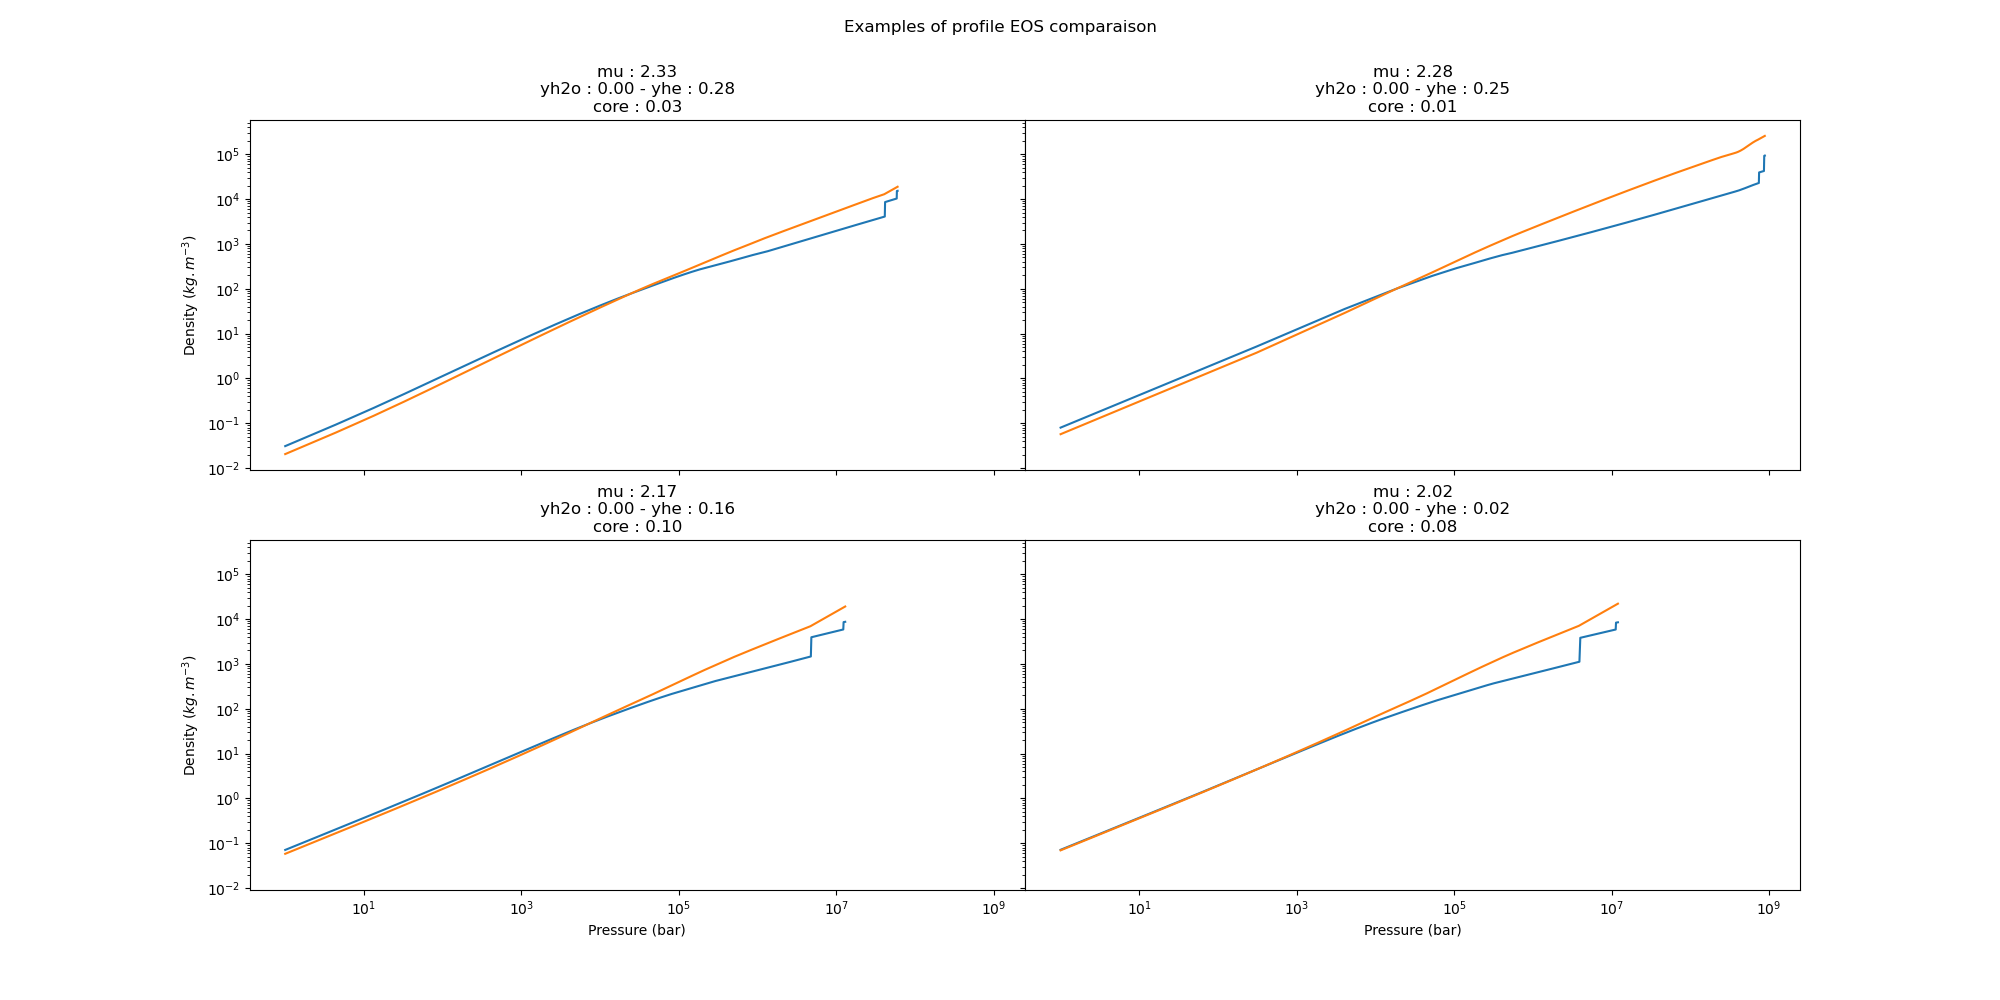 Examples of profile EOS comparaison
mu : 2.33
yh2o : 0.00 - yhe : 0.28
core : 0.03
mu : 2.28
yh2o : 0.00 - yhe : 0.25
core : 0.01
10^5
10^4
10^3
10^2
10^1
10^0
10^−1
10^−2
Density (kg.m^−3)
mu : 2.17
yh2o : 0.00 - yhe : 0.16
core : 0.10
mu : 2.02
yh2o : 0.00 - yhe : 0.02
core : 0.08
10^5
10^4
10^3
10^2
10^1
10^0
10^−1
10^−2
Density (kg.m^−3)
10^1 10^3 10^5 10^7 10^9
Pressure (bar)
10^1 10^3 10^5 10^7 10^9
Pressure (bar)